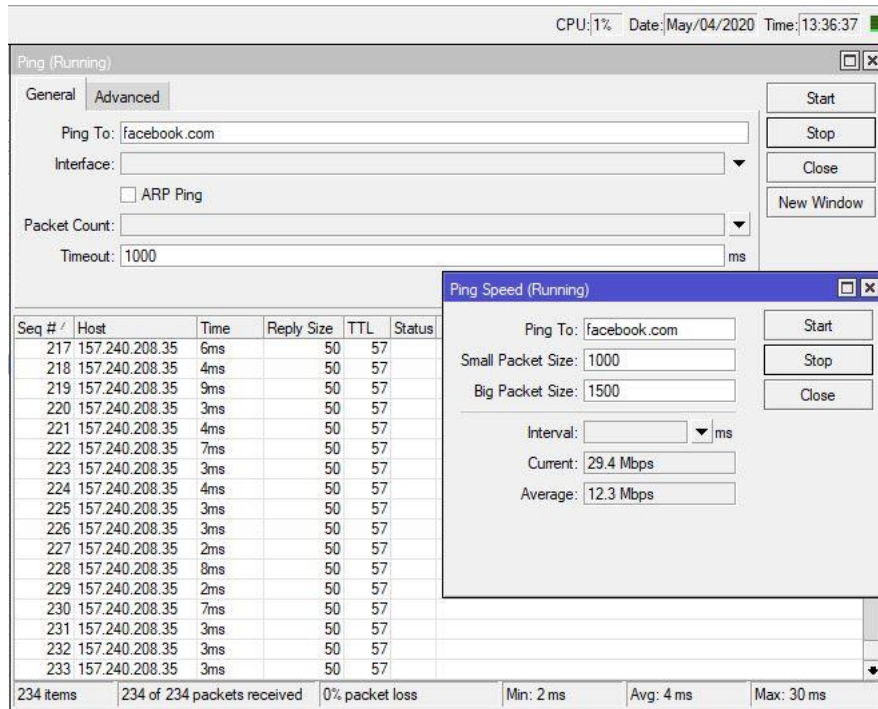 CPU: 1% Date: May/04/2020 Time: 13:36:37
Ping (Running)
General Advanced
Start
Ping To: facebook.com
Stop
Interface:
Close
ARP Ping
New Window
Packet Count:
Timeout: 1000 ms
Ping Speed (Running)
Ping To: facebook.com
Start
Small Packet Size: 1000
Stop
Big Packet Size: 1500
Close
Interval: ms
Current: 29.4 Mbps
Average: 12.3 Mbps
Seq # Host Time Reply Size TTL Status
217 157.240.208.35 6ms 50 57
218 157.240.208.35 4ms 50 57
219 157.240.208.35 9ms 50 57
220 157.240.208.35 3ms 50 57
221 157.240.208.35 4ms 50 57
222 157.240.208.35 7ms 50 57
223 157.240.208.35 3ms 50 57
224 157.240.208.35 4ms 50 57
225 157.240.208.35 3ms 50 57
226 157.240.208.35 3ms 50 57
227 157.240.208.35 2ms 50 57
228 157.240.208.35 8ms 50 57
229 157.240.208.35 2ms 50 57
230 157.240.208.35 7ms 50 57
231 157.240.208.35 3ms 50 57
232 157.240.208.35 3ms 50 57
233 157.240.208.35 3ms 50 57
234 items 234 of 234 packets received 0% packet loss Min: 2 ms Avg: 4 ms Max: 30 ms